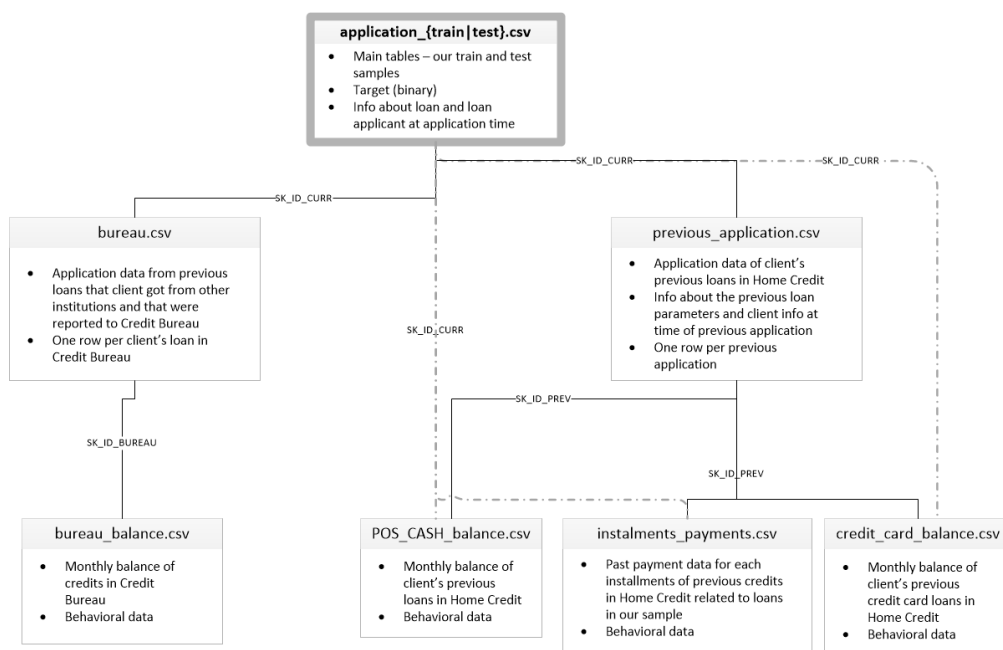 application_{train|test}.csv
• Main tables – our train and test
samples
• Target (binary)
• Info about loan and loan
applicant at application time
SK_ID_CURR
SK_ID_CURR
SK_ID_CURR
bureau.csv
• Application data from previous
loans that client got from other
institutions and that were
reported to Credit Bureau
• One row per client's loan in
Credit Bureau
previous_application.csv
• Application data of client's
previous loans in Home Credit
• Info about the previous loan
parameters and client info at
time of previous application
• One row per previous
application
SK_ID_CURR
SK_ID_PREV
SK_ID_BUREAU
SK_ID_PREV
bureau_balance.csv
• Monthly balance of
credits in Credit
Bureau
• Behavioral data
POS_CASH_balance.csv
• Monthly balance of
client's previous
loans in Home Credit
• Behavioral data
instalments_payments.csv
• Past payment data for each
installments of previous credits
in Home Credit related to loans
in our sample
• Behavioral data
credit_card_balance.csv
• Monthly balance of
client's previous
credit card loans in
Home Credit
• Behavioral data